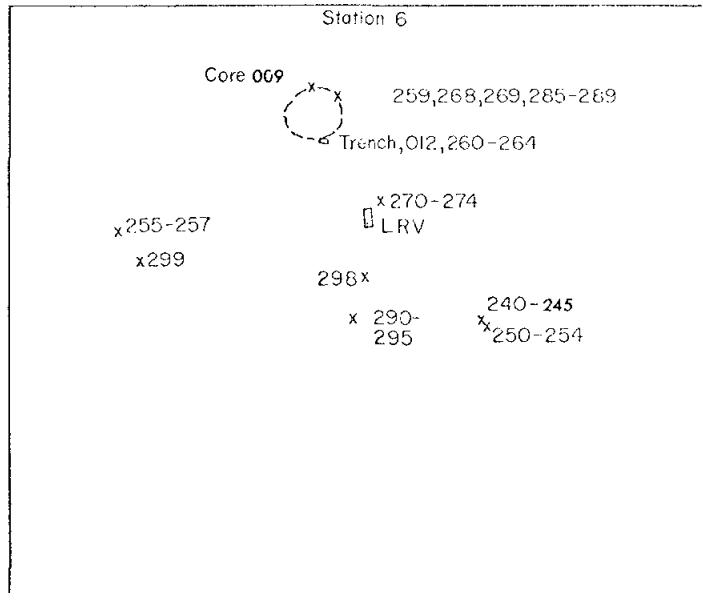 Station 6
Core 009
259,268,269,285-289
Trench,012,260-264
x270-274
LRV
x255-257
x299
298x
x 290-
295
240-245
x
x250-254